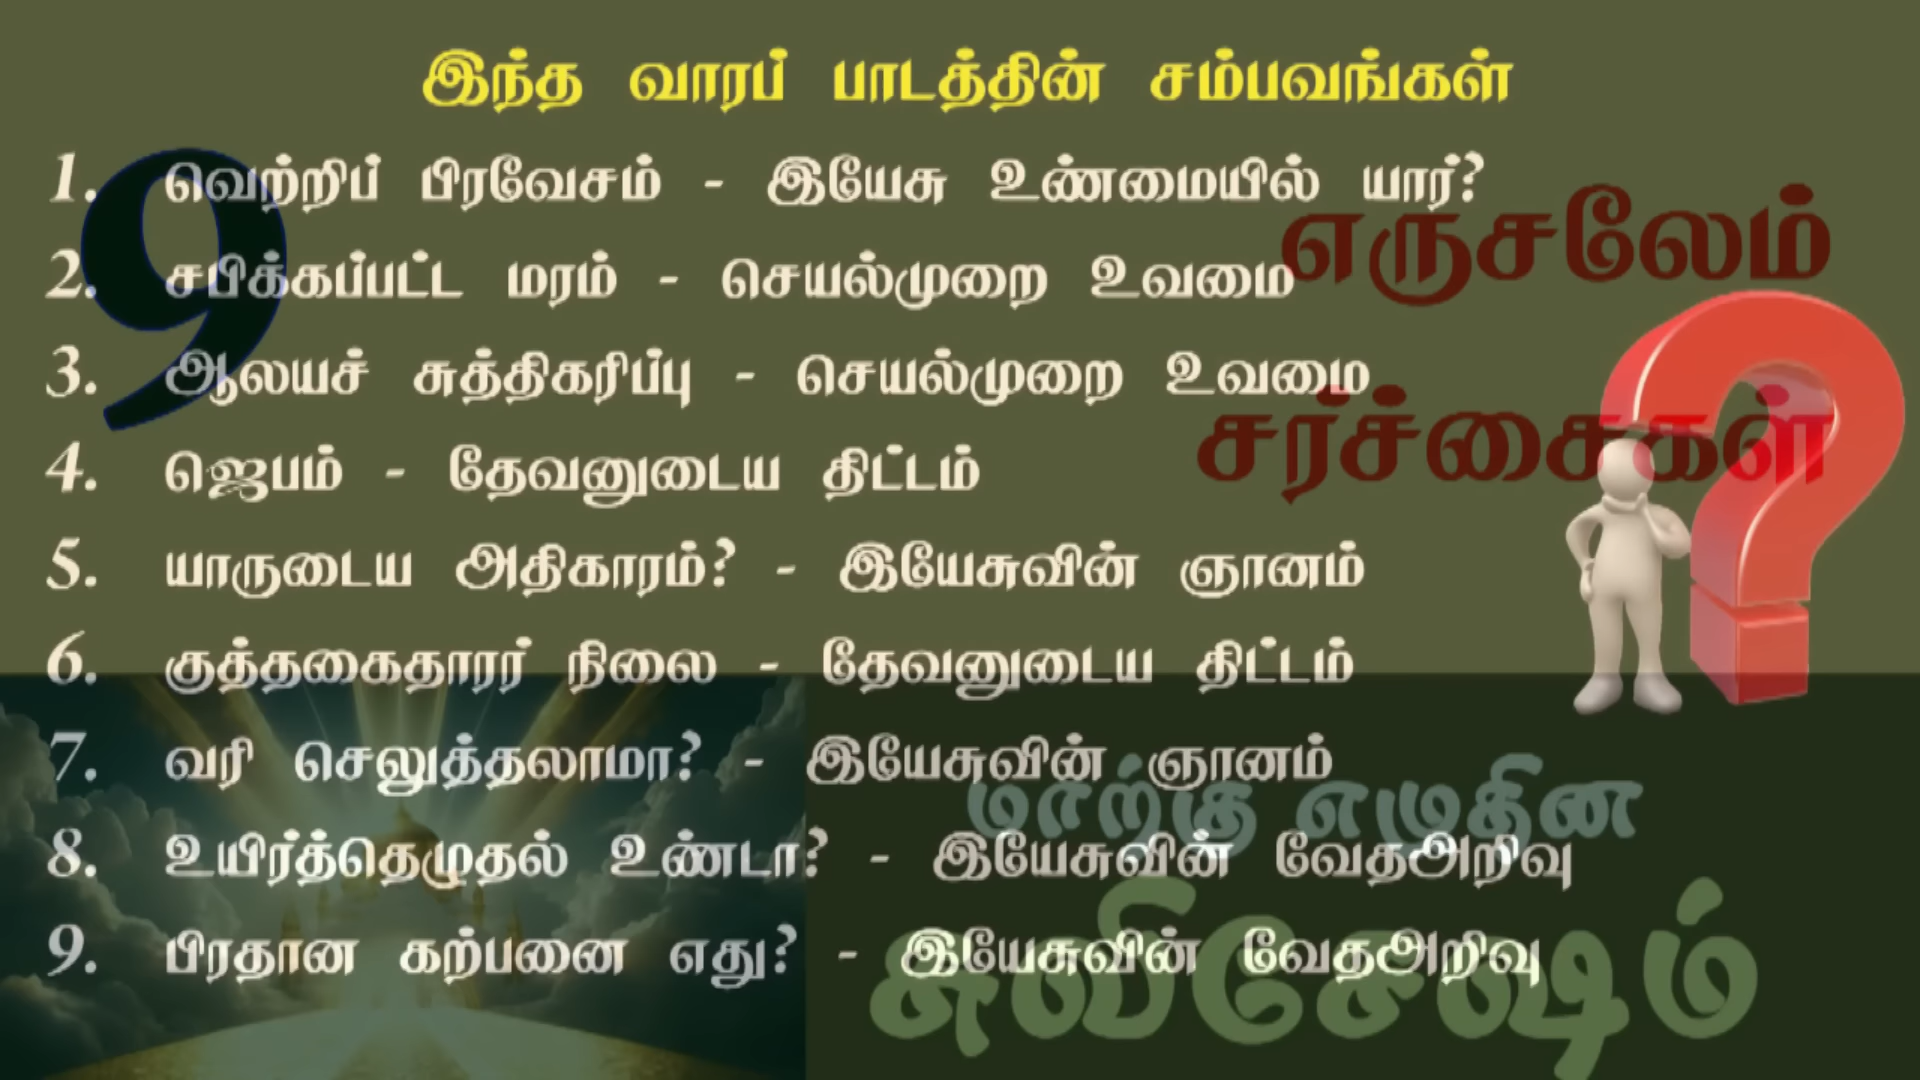 இந்த வாரப் பாடத்தின் சம்பவங்கள்
1. வெற்றிப் பிரவேசம் - இயேசு உண்மையில் யார்?
2. சபிக்கப்பட்ட மரம் - செயல்முறை உவமை
3. ஆலயச் சுத்திகரிப்பு - செயல்முறை உவமை
4. ஜெபம் - தேவனுடைய திட்டம்
5. யாருடைய அதிகாரம்? - இயேசுவின் ஞானம்
6. குத்தகைதாரர் நிலை - தேவனுடைய திட்டம்
7. வரி செலுத்தலாமா? - இயேசுவின் ஞானம்
8. உயிர்த்தெமுதல் உண்டா? - இயேசுவின் வேதஅறிவு
9. பிரதான கற்பனை எது? - இயேசுவின் வேதஅறிவு
9
எருசலேம்
சர்ச்சைகள்
மாற்கு எழுதின
சுவிசேஷம்